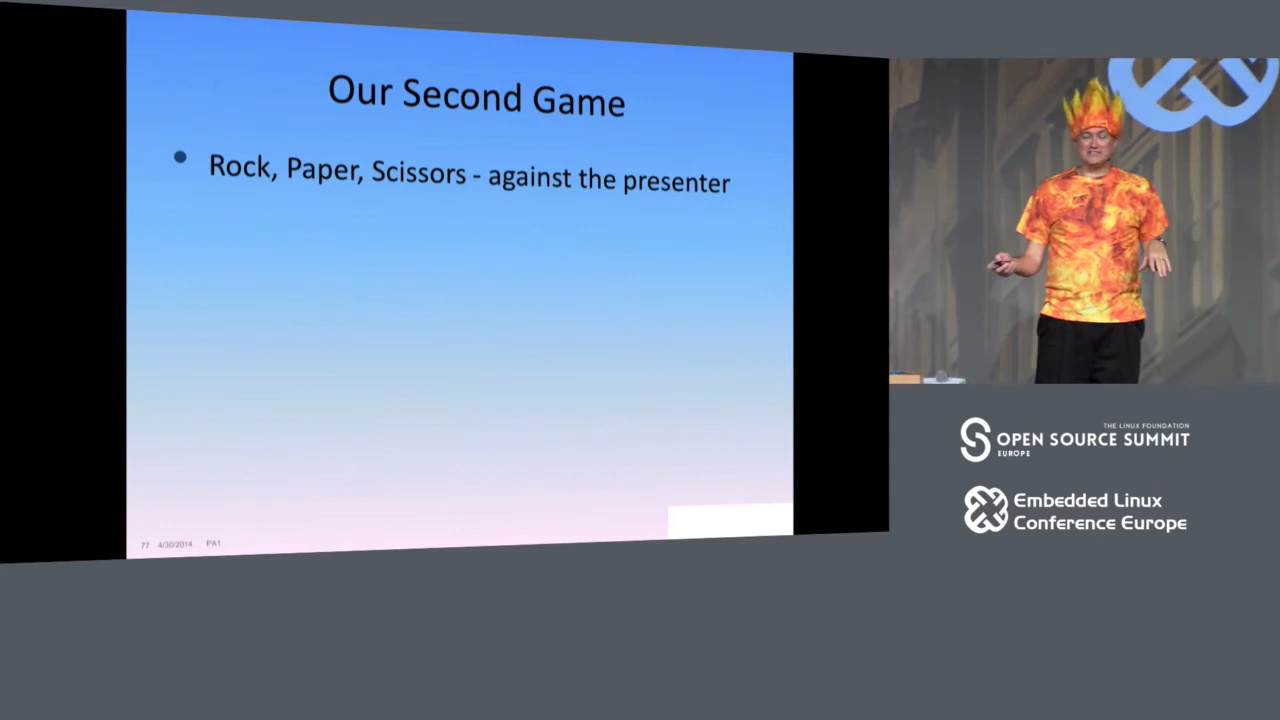 Our Second Game
Rock, Paper, Scissors - against the presenter
77 4/30/2014 PA1
THE LINUX FOUNDATION
OPEN SOURCE SUMMIT
EUROPE
Embedded Linux
Conference Europe